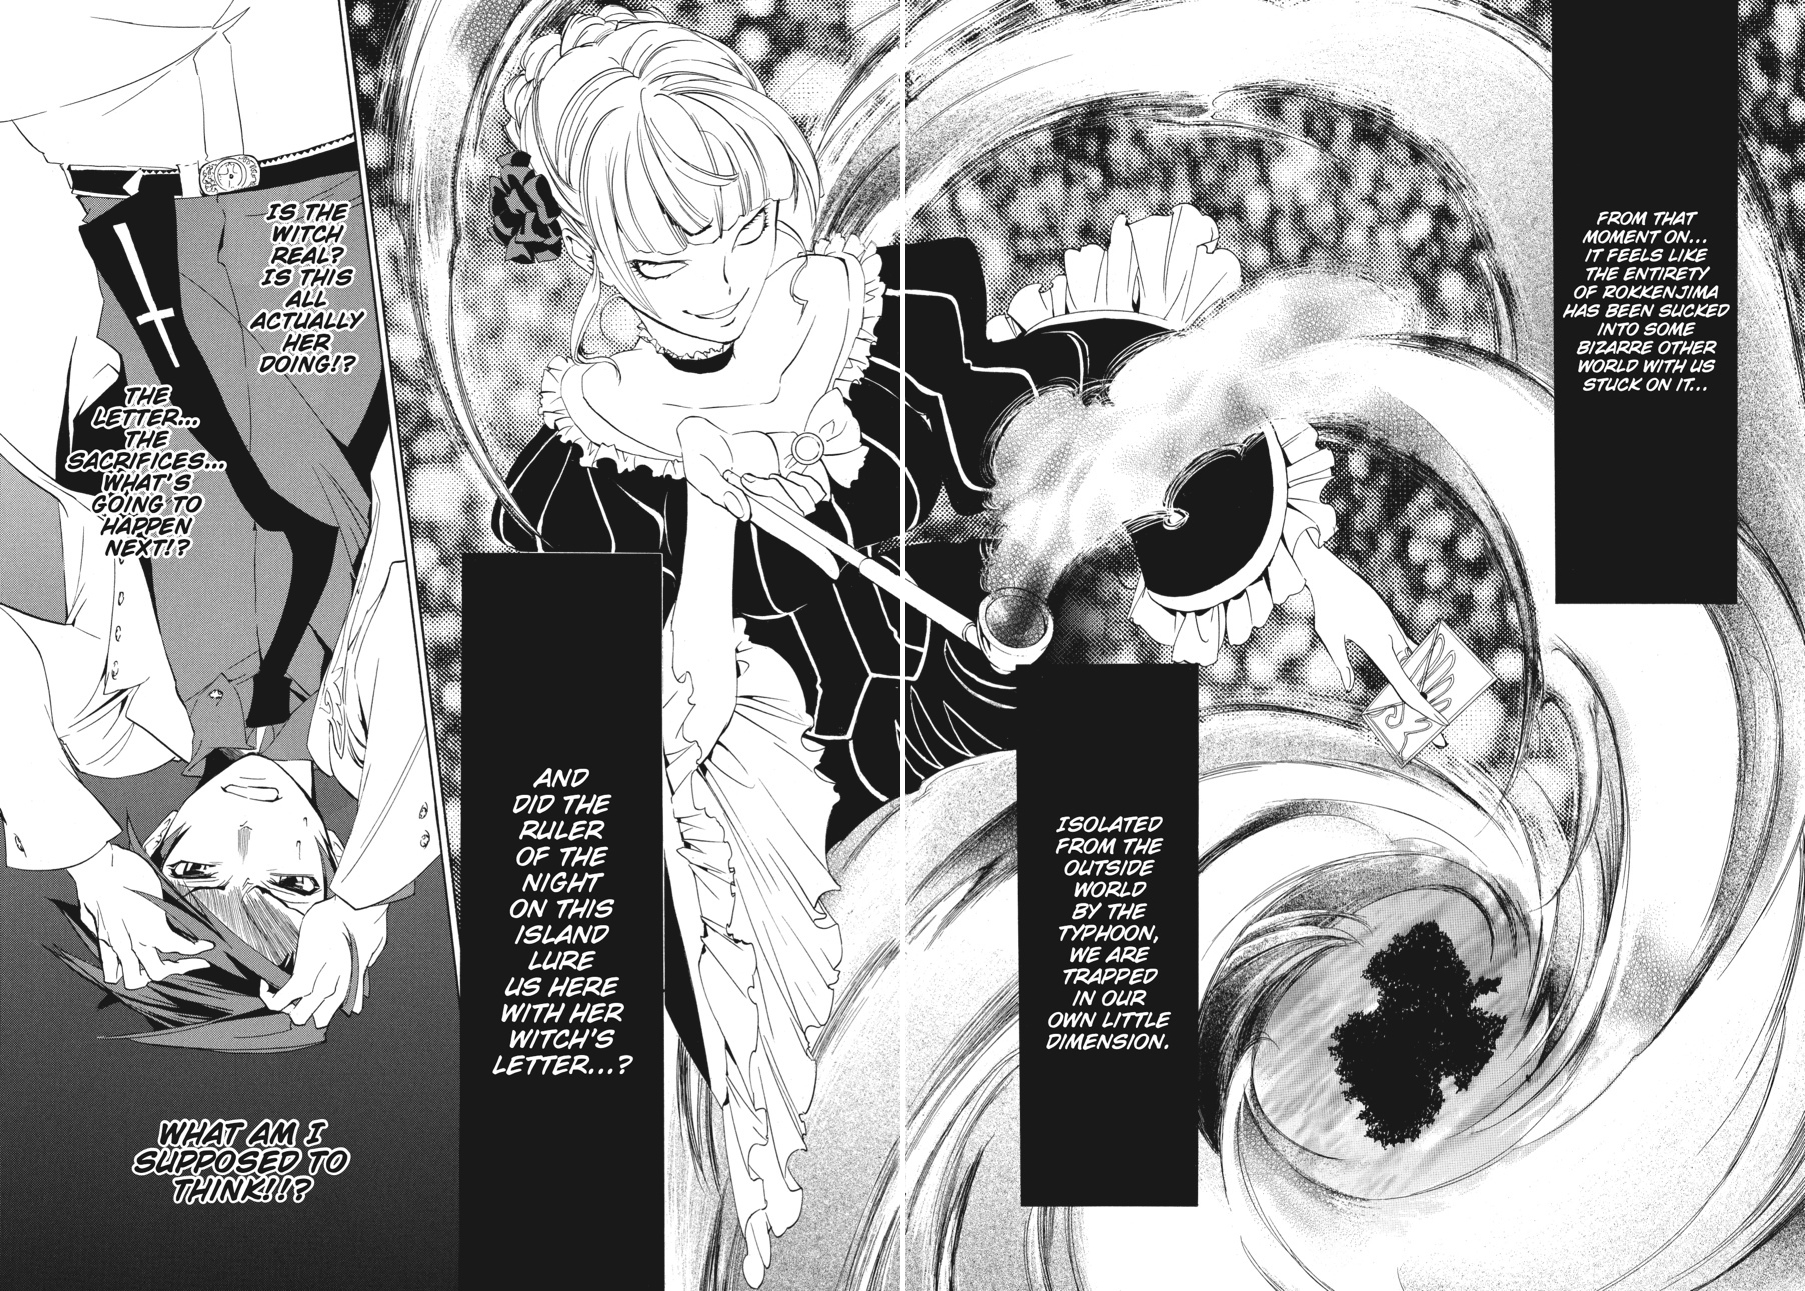 FROM THAT
MOMENT ON...
IT FEELS LIKE
THE ENTIRETY
OF ROKKENJIMA
HAS BEEN SUCKED
INTO SOME
BIZARRE OTHER
WORLD WITH US
STUCK ON IT...
ISOLATED
FROM THE
OUTSIDE
WORLD
BY THE
TYPHOON,
WE ARE
TRAPPED
IN OUR
OWN LITTLE
DIMENSION.
AND
DID THE
RULER
OF THE
NIGHT
ON THIS
ISLAND
LURE
US HERE
WITH HER
WITCH'S
LETTER...?
IS THE
WITCH
REAL?
IS THIS
ALL
ACTUALLY
HER
DOING!?
THE
LETTER...
THE
SACRIFICES...
WHAT'S
GOING TO
HAPPEN
NEXT!?
WHAT AM I
SUPPOSED TO
THINK!!?